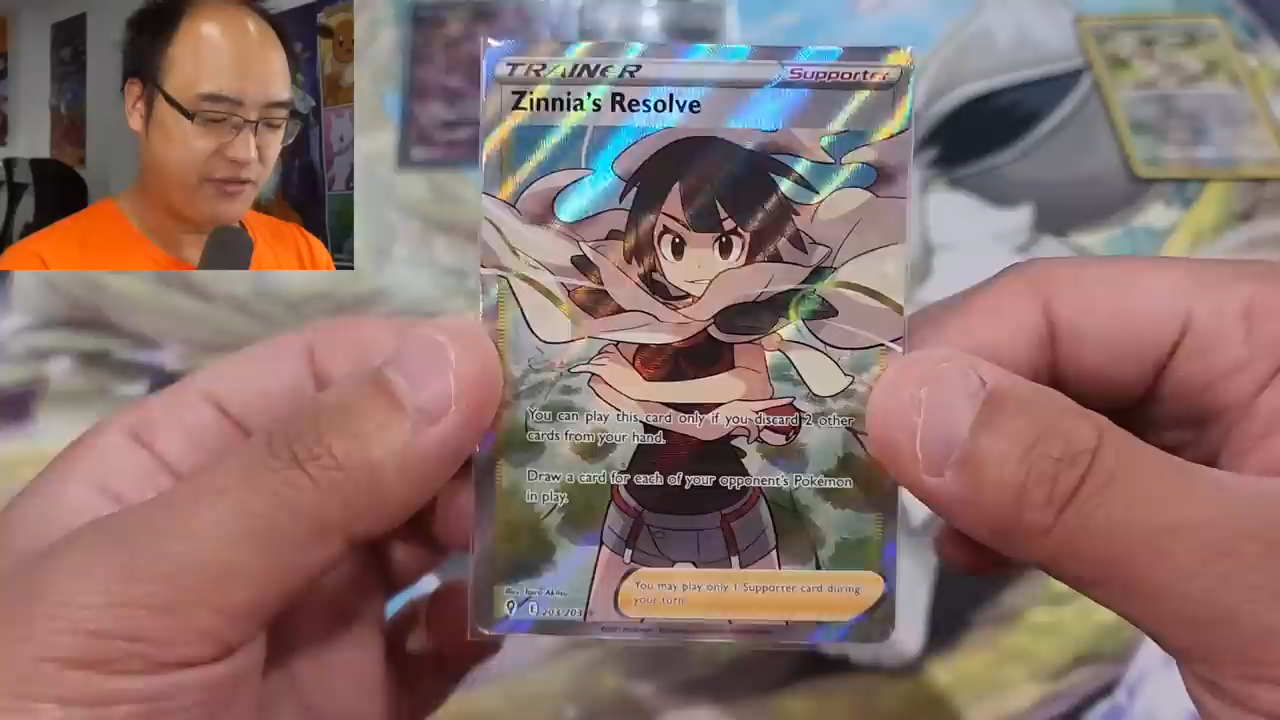 TRAINER
Supporter
Zinnia's Resolve
You can play this card only if you discard 2 other
cards from your hand.
Draw a card for each of your opponent's Pokémon
in play.
You may play only 1 Supporter card during
your turn.
E 203/203